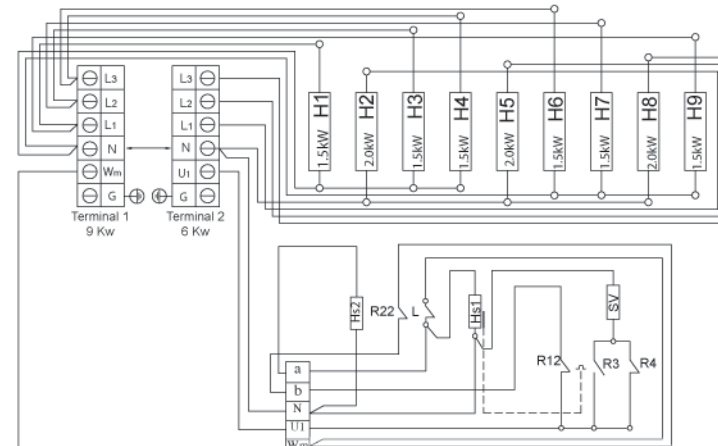 L3
L2
L1
N
Wm
G
Terminal 1
9 Kw
L3
L2
L1
N
U1
G
Terminal 2
6 Kw
H1
1.5kW
H2
2.0kW
H3
1.5kW
H4
1.5kW
H5
2.0kW
H6
1.5kW
H7
1.5kW
H8
2.0kW
H9
1.5kW
Hs2
R22
L
Hs1
SV
R12
R3
R4
a
b
N
U1
Wm